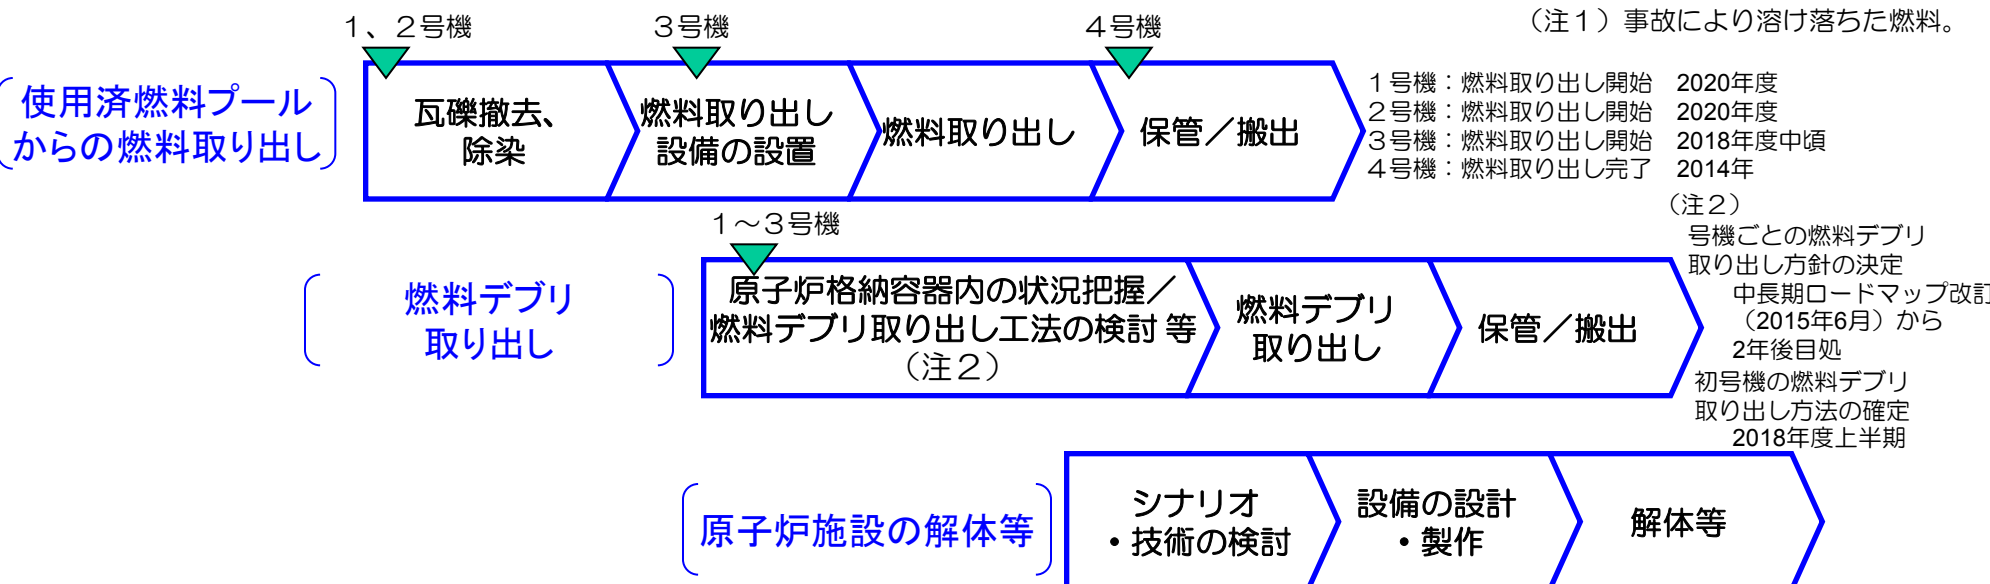 （注１）事故により溶け落ちた燃料。
１、２号機
３号機
４号機
使用済燃料プール
からの燃料取り出し
瓦礫撤去、
除染
燃料取り出し
設備の設置
燃料取り出し
保管／搬出
１号機：燃料取り出し開始　2020年度
２号機：燃料取り出し開始　2020年度
３号機：燃料取り出し開始　2018年度中頃
４号機：燃料取り出し完了　2014年
１～３号機
燃料デブリ
取り出し
原子炉格納容器内の状況把握／
燃料デブリ取り出し工法の検討 等
（注２）
燃料デブリ
取り出し
保管／搬出
（注２）
号機ごとの燃料デブリ
取り出し方針の決定
中長期ロードマップ改訂
（2015年6月）から
2年後目処
初号機の燃料デブリ
取り出し方法の確定
2018年度上半期
原子炉施設の解体等
シナリオ
・技術の検討
設備の設計
・製作
解体等